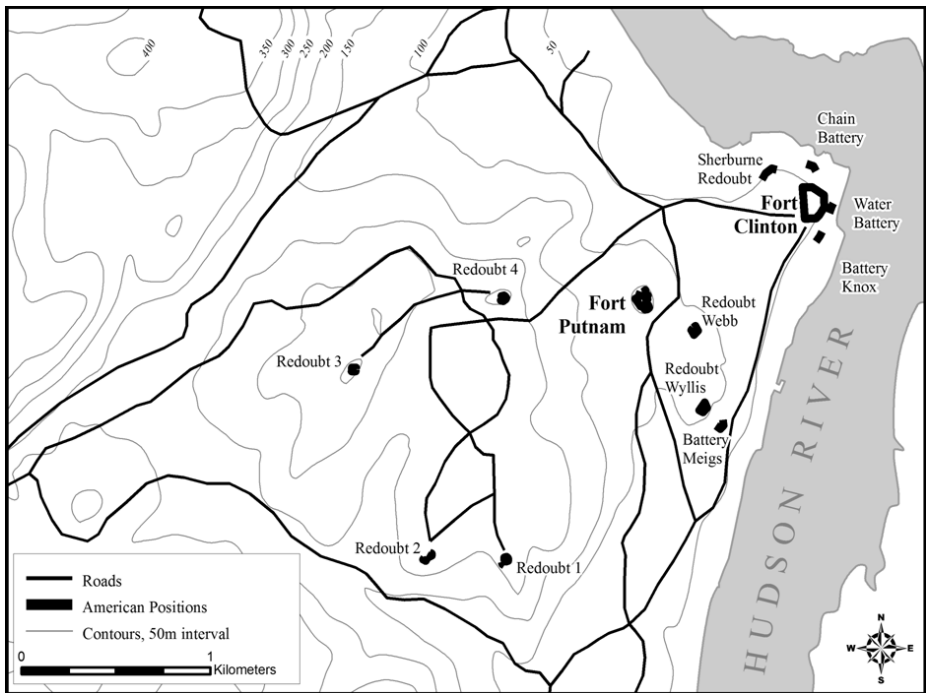 400
350
300
250
200
150
100
50
Chain
Battery
Sherburne
Redoubt
Fort
Clinton
Water
Battery
Battery
Knox
Redoubt 4
Fort
Putnam
Redoubt
Webb
Redoubt 3
Redoubt
Wyllis
Battery
Meigs
HUDSON RIVER
Redoubt 2
Redoubt 1
Roads
American Positions
Contours, 50m interval
0 1
Kilometers
N
W E
S